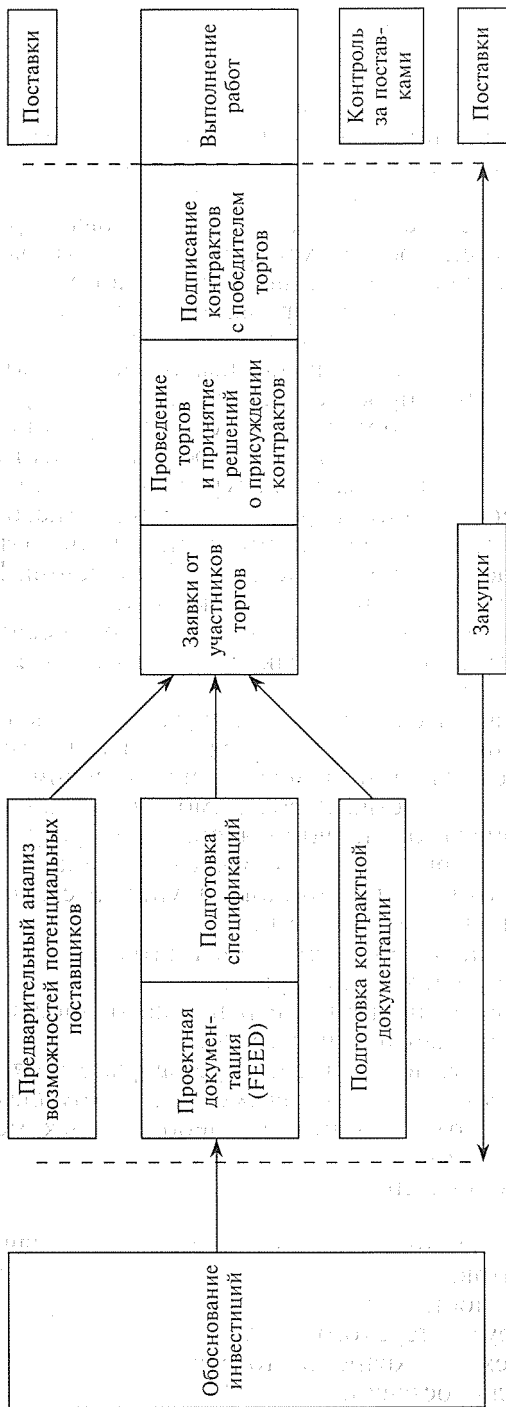 Обоснование
инвестиций
Предварительный анализ
возможностей потенциальных
поставщиков
Проектная
докумен-
тация
(FEED)
Подготовка
спецификаций
Подготовка контрактной
документации
Заявки от
участников
торгов
Проведение
торгов
и принятие
решений
о присуждении
контрактов
Подписание
контрактов
с победителем
торгов
Выполнение
работ
Поставки
Контроль
за постав-
ками
Закупки
Поставки